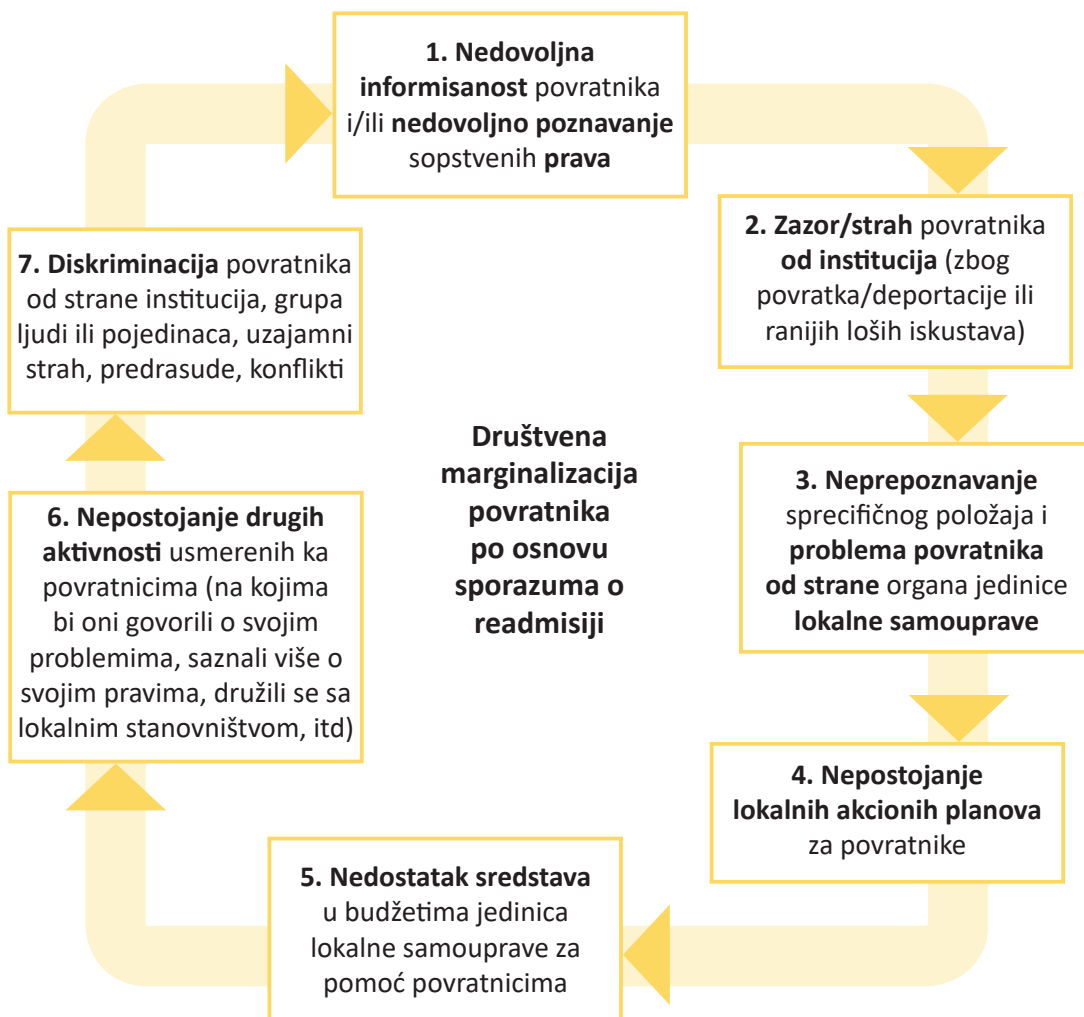 1. Nedovoljna
informisanost povratnika
i/ili nedovoljno poznavanje
sopstvenih prava
2. Zazor/strah povratnika
od institucija (zbog
povratka/deportacije ili
ranijih loših iskustava)
3. Neprepoznavanje
sprecifičnog položaja i
problema povratnika
od strane organa jedinice
lokalne samouprave
4. Nepostojanje
lokalnih akcionih planova
za povratnike
5. Nedostatak sredstava
u budžetima jedinica
lokalne samouprave za
pomoć povratnicima
6. Nepostojanje drugih
aktivnosti usmerenih ka
povratnicima (na kojima
bi oni govorili o svojim
problemima, saznali više o
svojim pravima, družili se sa
lokalnim stanovništvom, itd)
7. Diskriminacija povratnika
od strane institucija, grupa
ljudi ili pojedinaca, uzajamni
strah, predrasude, konflikti
Društvena
marginalizacija
povratnika
po osnovu
sporazuma o
readmisiji